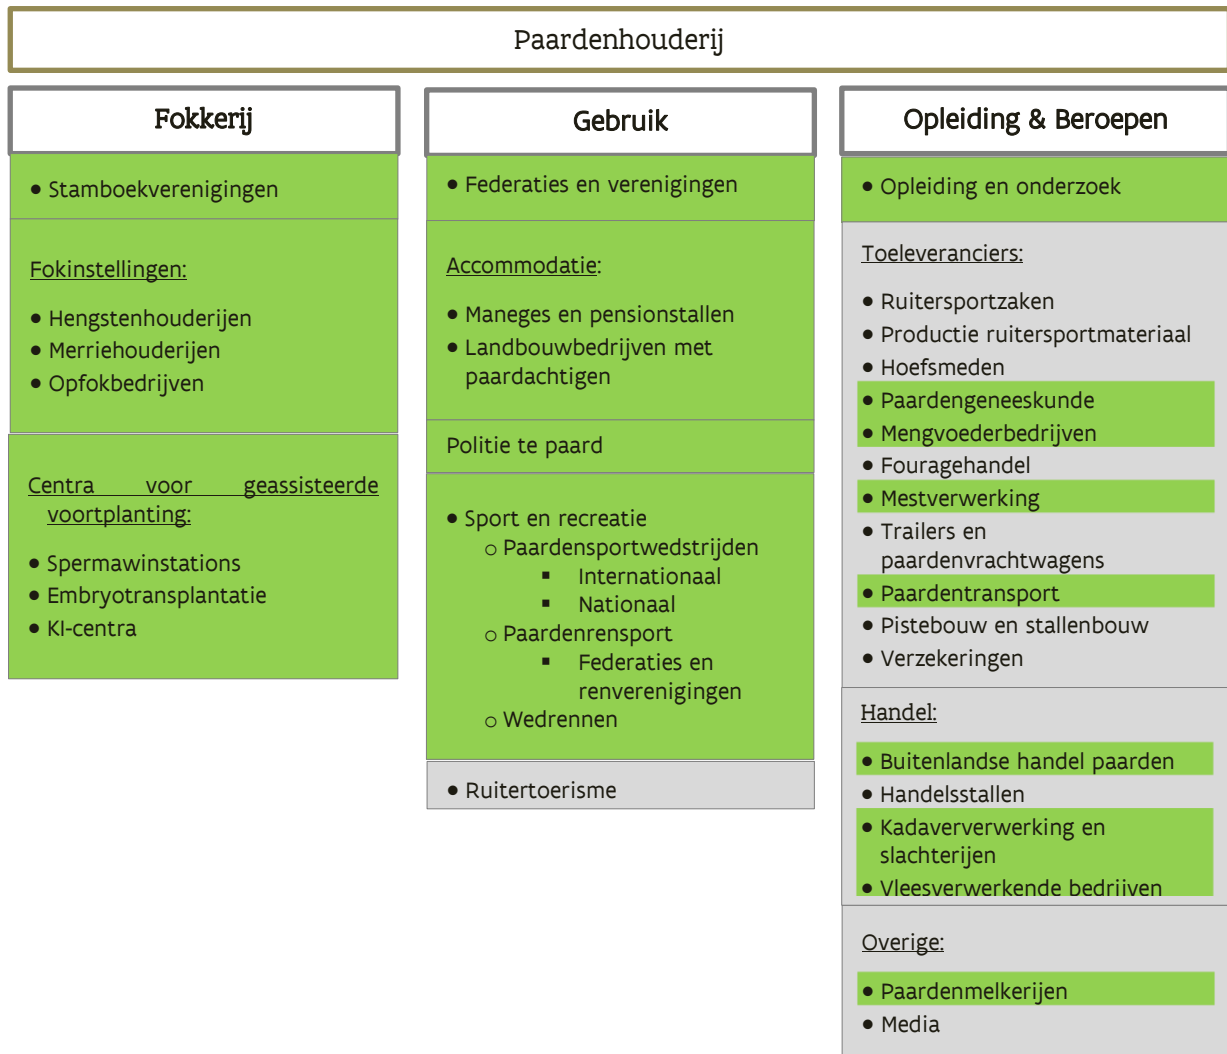 Paardenhouderij
Fokkerij
• Stamboekverenigingen
Fokinstellingen:
• Hengstenhouderijen
• Merriehouderijen
• Opfokbedrijven
Centra voor geassisteerde
voortplanting:
• Spermawinstations
• Embryotransplantatie
• KI-centra
Gebruik
• Federaties en verenigingen
Accommodatie:
• Maneges en pensionstallen
• Landbouwbedrijven met
paardachtigen
Politie te paard
• Sport en recreatie
o Paardensportwedstrijden
▪ Internationaal
▪ Nationaal
o Paardenrensport
▪ Federaties en
renverenigingen
o Wedrennen
• Ruitertoerisme
Opleiding & Beroepen
• Opleiding en onderzoek
Toeleveranciers:
• Ruitersportzaken
• Productie ruitersportmateriaal
• Hoefsmeden
• Paardengeneeskunde
• Mengvoederbedrijven
• Fouragehandel
• Mestverwerking
• Trailers en
paardenvrachtwagens
• Paardentransport
• Pistebouw en stallenbouw
• Verzekeringen
Handel:
• Buitenlandse handel paarden
• Handelsstallen
• Kadaververwerking en
slachterijen
• Vleesverwerkende bedrijven
Overige:
• Paardenmelkerijen
• Media